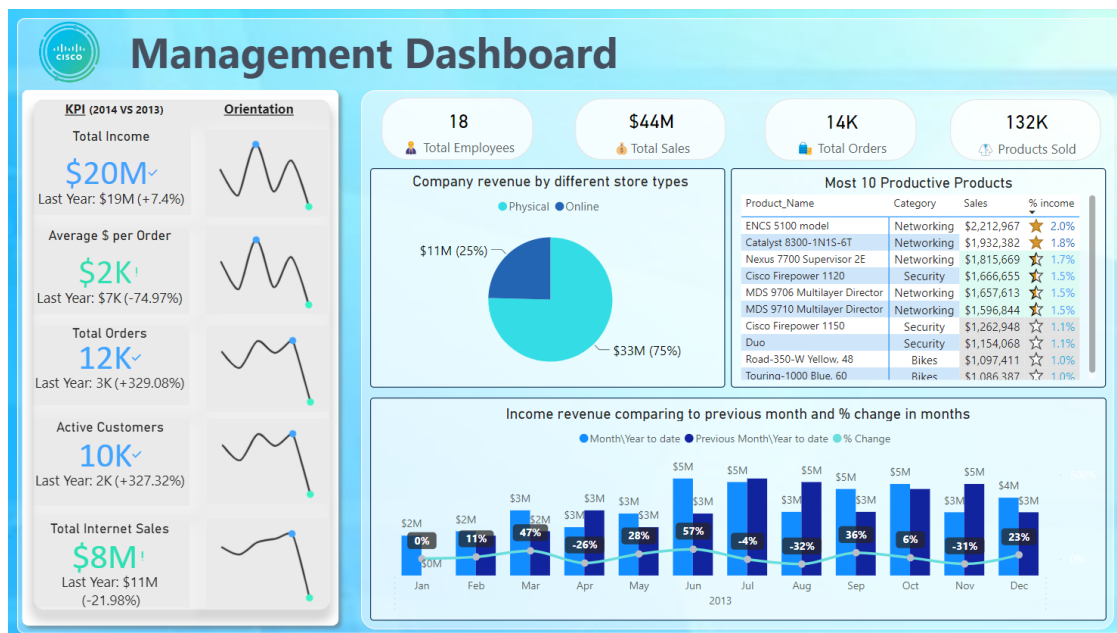 CISCO
Management Dashboard
KPI (2014 VS 2013)
Orientation
Total Income
$20M
Last Year: $19M (+7.4%)
Average $ per Order
$2K!
Last Year: $7K (-74.97%)
Total Orders
12K
Last Year: 3K (+329.08%)
Active Customers
10K
Last Year: 2K (+327.32%)
Total Internet Sales
$8M!
Last Year: $11M
(-21.98%)
18
Total Employees
$44M
Total Sales
14K
Total Orders
132K
Products Sold
Company revenue by different store types
Physical Online
$11M (25%)
$33M (75%)
Most 10 Productive Products
Product_Name Category Sales % income
ENCS 5100 model Networking $2,212,967 2.0%
Catalyst 8300-1N1S-6T Networking $1,932,382 1.8%
Nexus 7700 Supervisor 2E Networking $1,815,669 1.7%
Cisco Firepower 1120 Security $1,666,655 1.5%
MDS 9706 Multilayer Director Networking $1,657,613 1.5%
MDS 9710 Multilayer Director Networking $1,596,844 1.5%
Cisco Firepower 1150 Security $1,262,948 1.1%
Duo Security $1,154,068 1.1%
Road-350-W Yellow, 48 Bikes $1,097,411 1.0%
Touring-1000 Blue, 60 Bikes $1,086,387 1.0%
Income revenue comparing to previous month and % change in months
Month\Year to date Previous Month\Year to date % Change
$2M $0M $2M $3M $2M $3M $3M $3M $3M $5M $3M $5M $3M $5M $5M $3M $5M $3M $5M $4M $3M
0% 11% 47% -26% 28% 57% -4% -32% 36% 6% -31% 23%
Jan Feb Mar Apr May Jun Jul Aug Sep Oct Nov Dec
2013